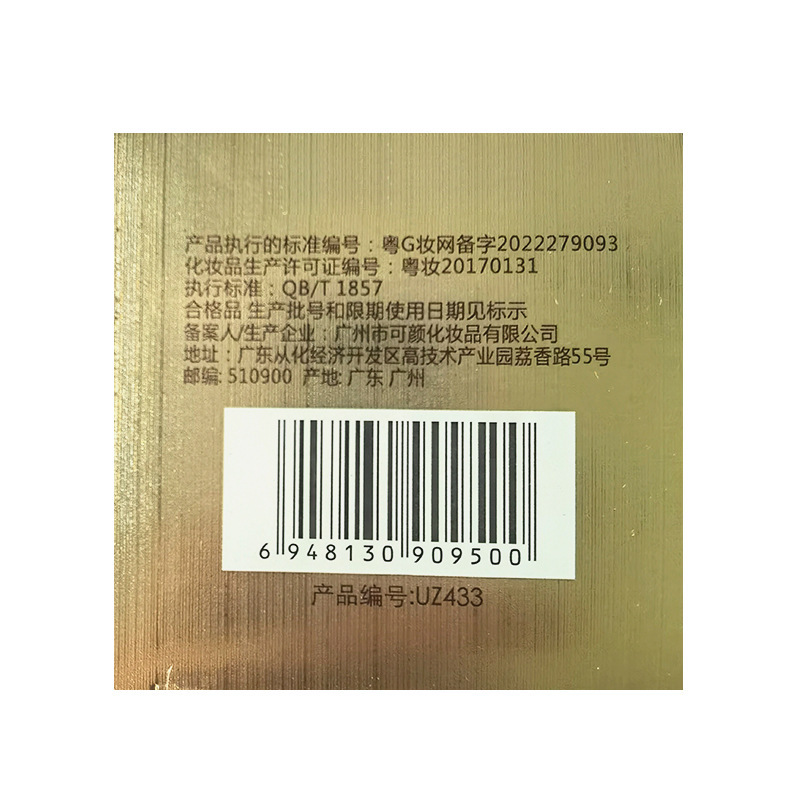 产品执行的标准编号：粤G妆网备字2022279093
化妆品生产许可证编号：粤妆20170131
执行标准：QB/T 1857
合格品 生产批号和限期使用日期见标示
备案人/生产企业：广州市可颜化妆品有限公司
地址：广东从化经济开发区高技术产业园荔香路55号
邮编: 510900 产地: 广东 广州
6 948130 909500
产品编号:UZ433